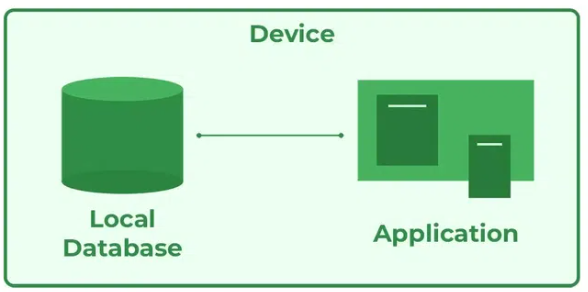 Device
Local
Database
Application